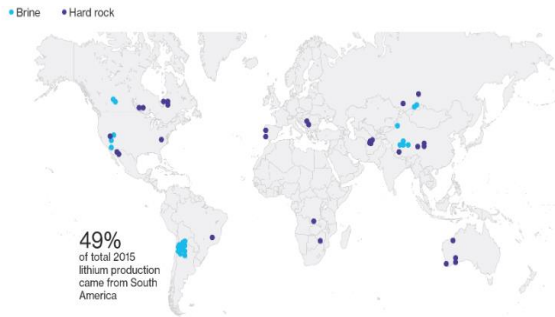 Brine Hard rock
49%
of total 2015
lithium production
came from South
America